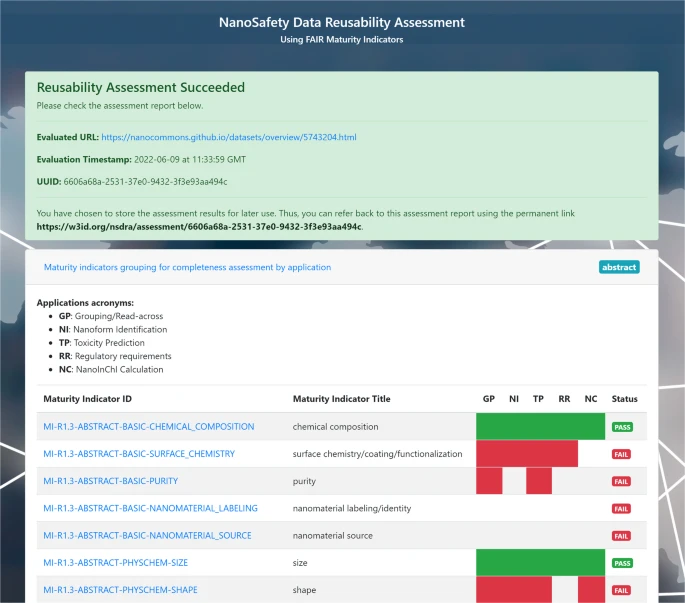 NanoSafety Data Reusability Assessment
Using FAIR Maturity Indicators
Reusability Assessment Succeeded
Please check the assessment report below.
Evaluated URL: https://nanocommons.github.io/datasets/overview/5743204.html
Evaluation Timestamp: 2022-06-09 at 11:33:59 GMT
UUID: 6606a68a-2531-37e0-9432-3f3e93aa494c
You have chosen to store the assessment results for later use. Thus, you can refer back to this assessment report using the permanent link
https://w3id.org/nsdra/assessment/6606a68a-2531-37e0-9432-3f3e93aa494c.
Maturity indicators grouping for completeness assessment by application abstract
Applications acronyms:
GP: Grouping/Read-across
NI: Nanoform Identification
TP: Toxicity Prediction
RR: Regulatory requirements
NC: NanoInChI Calculation
Maturity Indicator ID Maturity Indicator Title GP NI TP RR NC Status
MI-R1.3-ABSTRACT-BASIC-CHEMICAL_COMPOSITION chemical composition PASS
MI-R1.3-ABSTRACT-BASIC-SURFACE_CHEMISTRY surface chemistry/coating/functionalization FAIL
MI-R1.3-ABSTRACT-BASIC-PURITY purity FAIL
MI-R1.3-ABSTRACT-BASIC-NANOMATERIAL_LABELING nanomaterial labeling/identity FAIL
MI-R1.3-ABSTRACT-BASIC-NANOMATERIAL_SOURCE nanomaterial source FAIL
MI-R1.3-ABSTRACT-PHYSCHEM-SIZE size PASS
MI-R1.3-ABSTRACT-PHYSCHEM-SHAPE shape FAIL